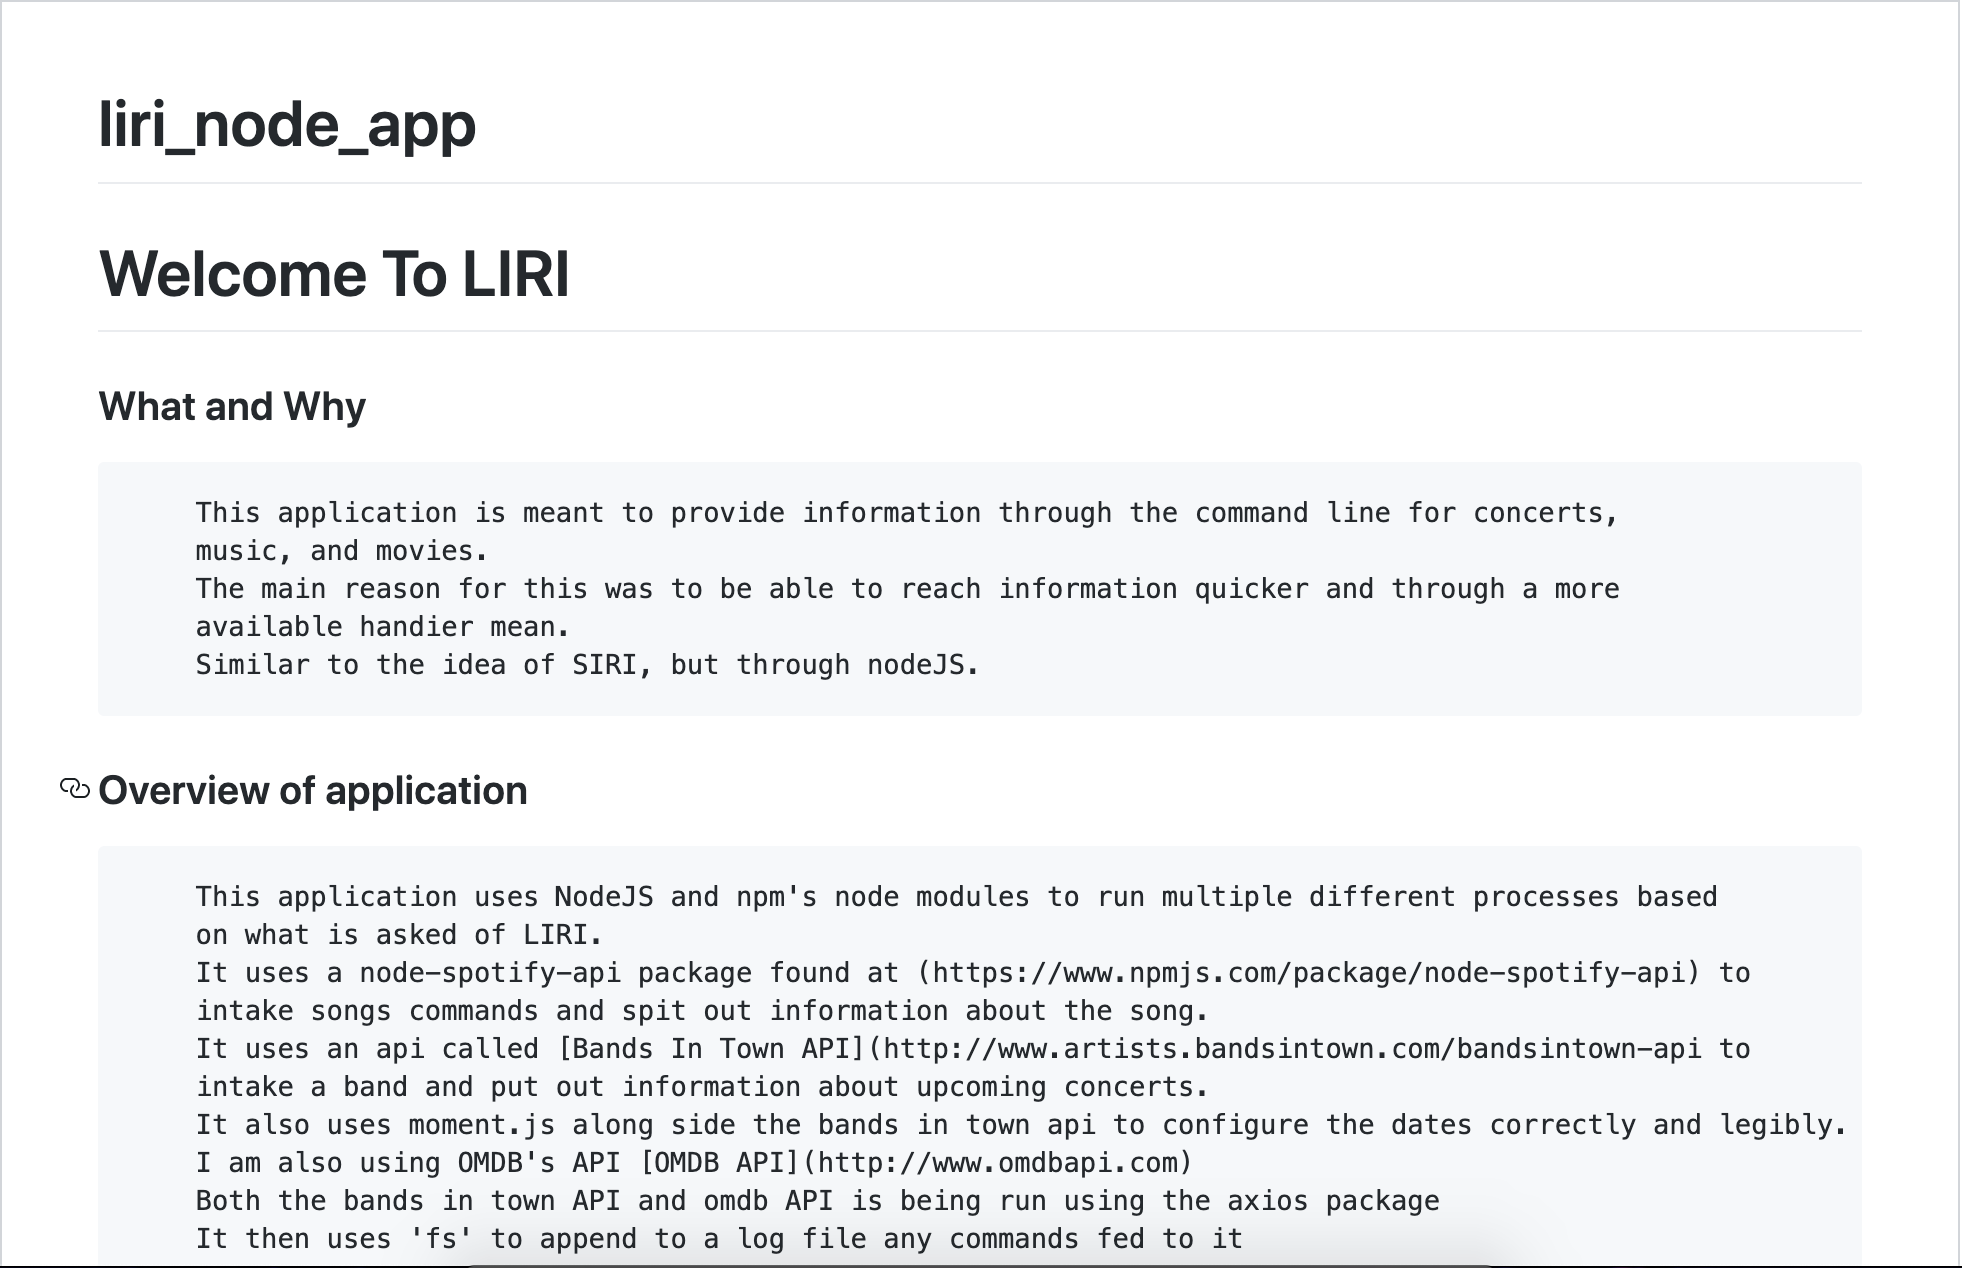 liri_node_app
Welcome To LIRI
What and Why
This application is meant to provide information through the command line for concerts,
music, and movies.
The main reason for this was to be able to reach information quicker and through a more
available handier mean.
Similar to the idea of SIRI, but through nodeJS.
Overview of application
This application uses NodeJS and npm's node modules to run multiple different processes based
on what is asked of LIRI.
It uses a node-spotify-api package found at (https://www.npmjs.com/package/node-spotify-api) to
intake songs commands and spit out information about the song.
It uses an api called [Bands In Town API](http://www.artists.bandsintown.com/bandsintown-api to
intake a band and put out information about upcoming concerts.
It also uses moment.js along side the bands in town api to configure the dates correctly and legibly.
I am also using OMDB's API [OMDB API](http://www.omdbapi.com)
Both the bands in town API and omdb API is being run using the axios package
It then uses 'fs' to append to a log file any commands fed to it